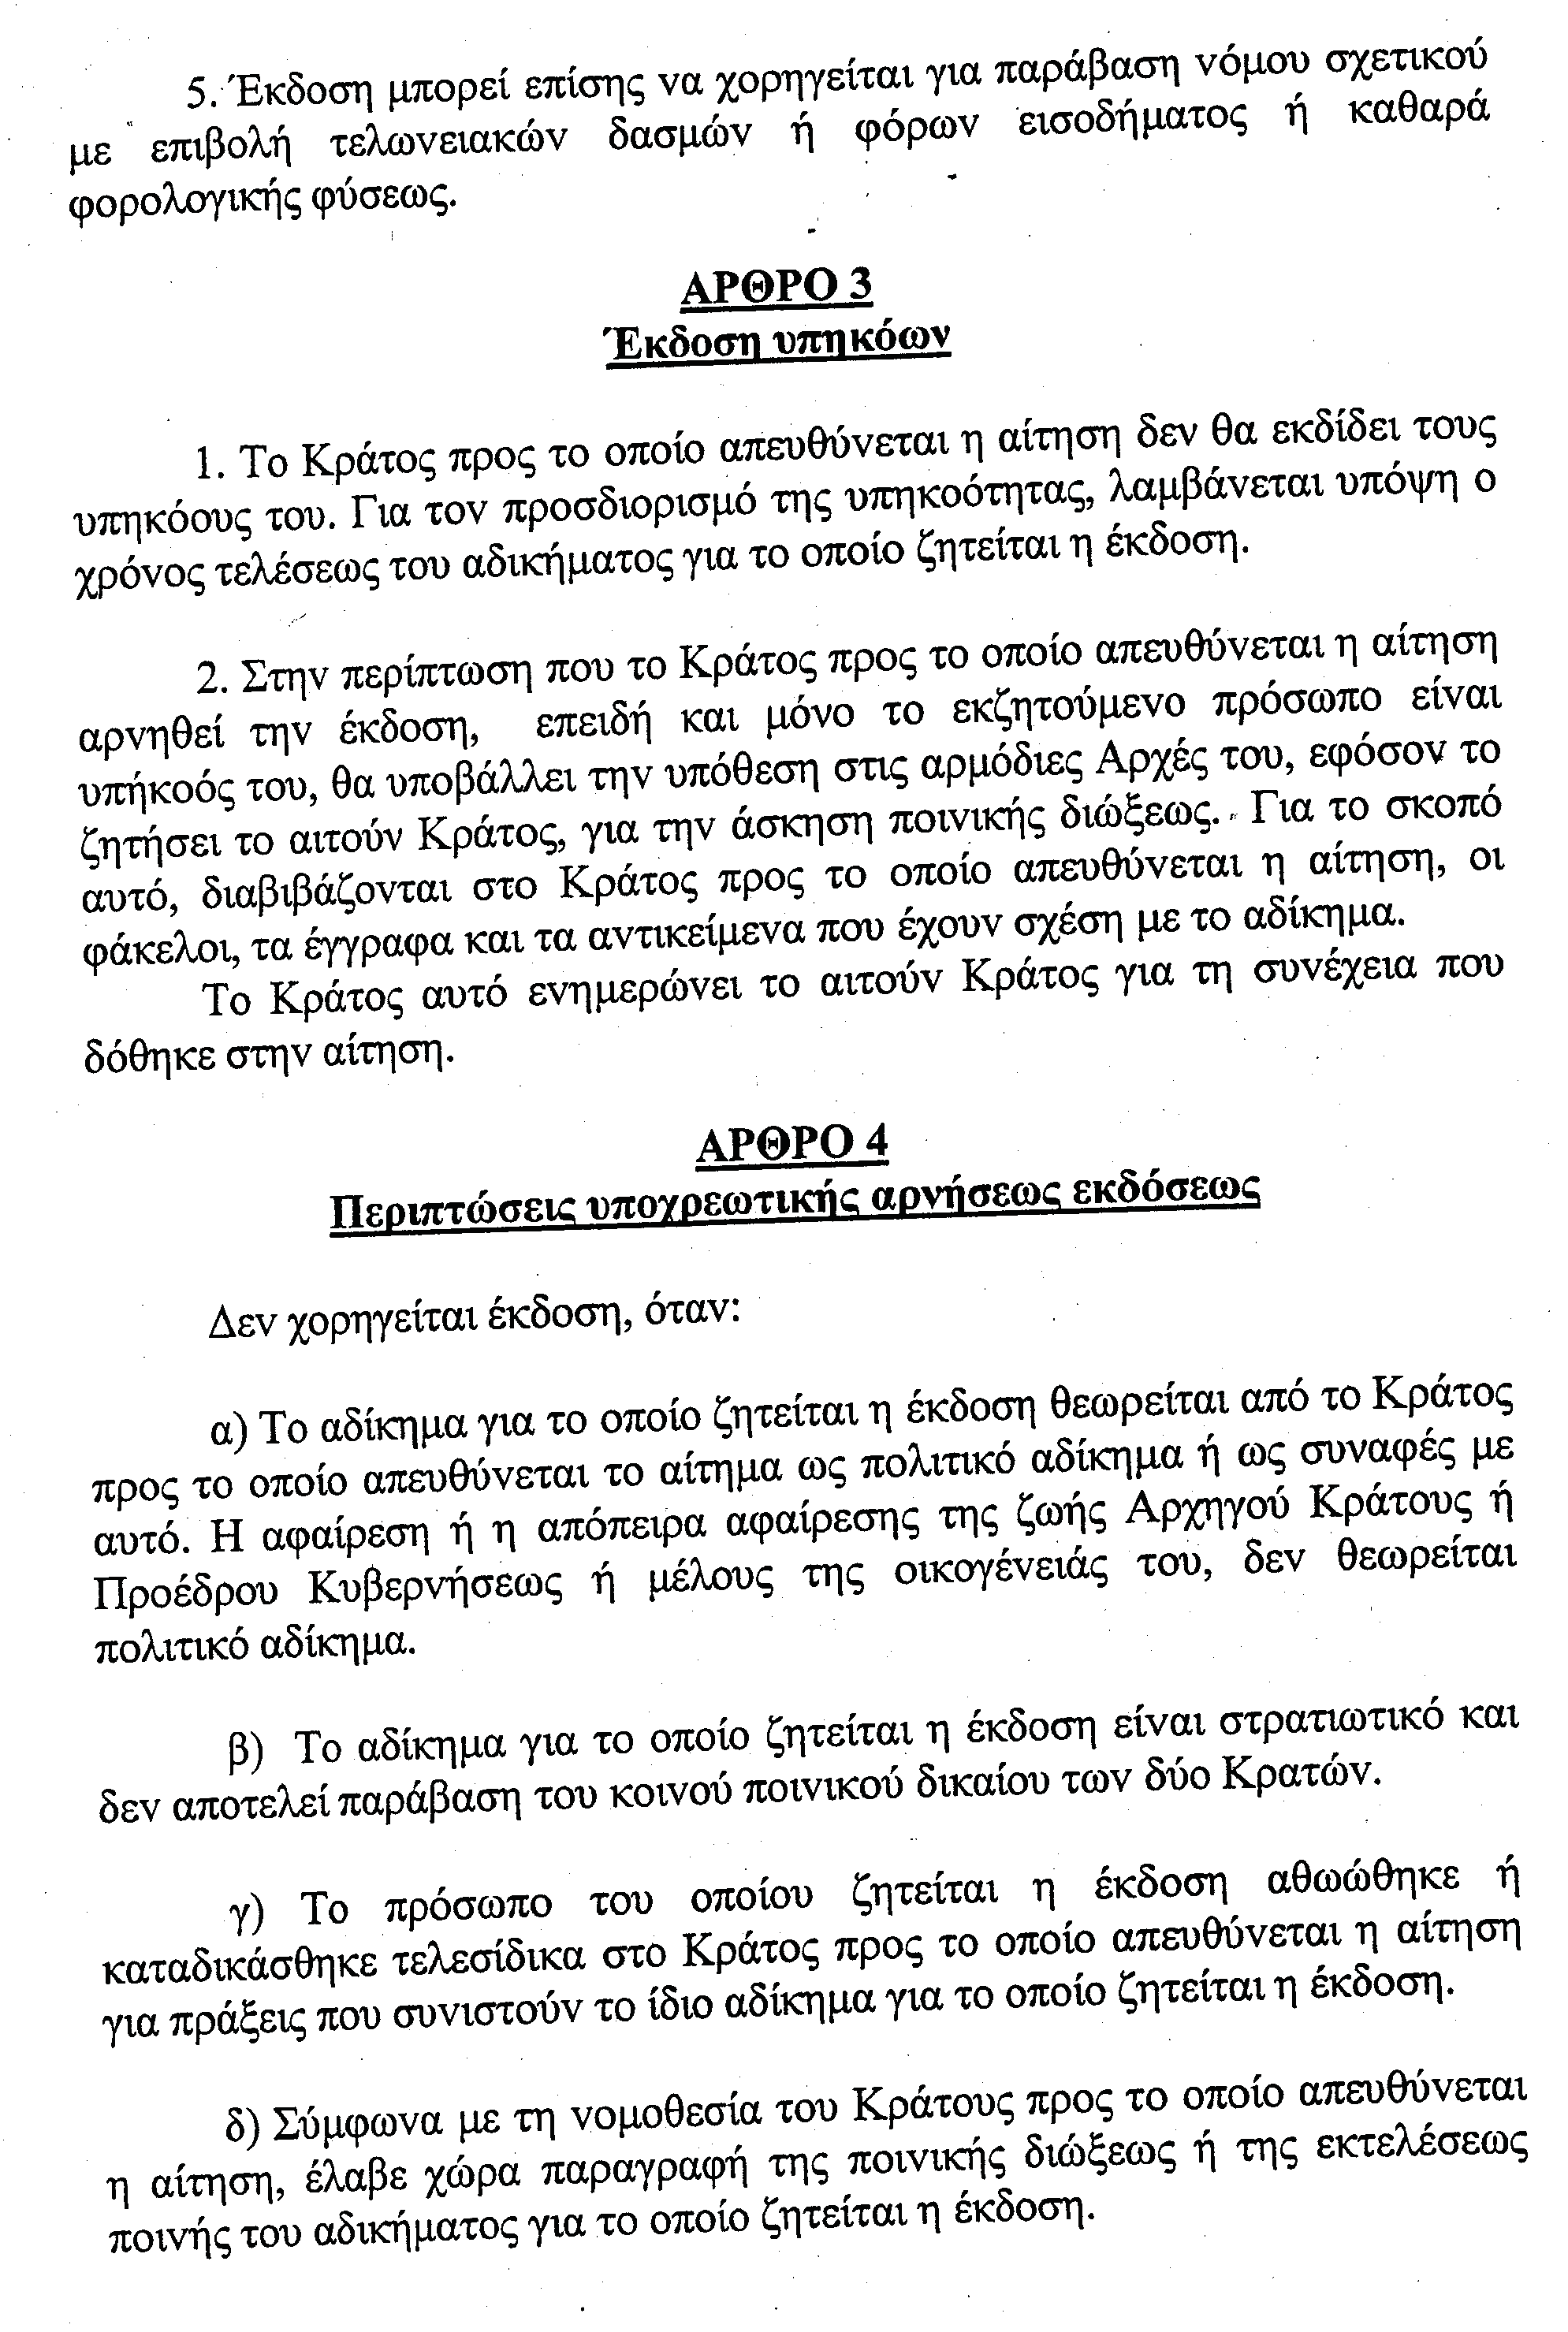 5. Έκδοση μπορεί επίσης να χορηγείται για παράβαση νόμου σχετικού
με επιβολή τελωνειακών δασμών ή φόρων εισοδήματος ή καθαρά
φορολογικής φύσεως.
ΑΡΘΡΟ 3
Έκδοση υπηκόων
1. Το Κράτος προς το οποίο απευθύνεται η αίτηση δεν θα εκδίδει τους
υπηκόους του. Για τον προσδιορισμό της υπηκοότητας, λαμβάνεται υπόψη ο
χρόνος τελέσεως του αδικήματος για το οποίο ζητείται η έκδοση.
2. Στην περίπτωση που το Κράτος προς το οποίο απευθύνεται η αίτηση
αρνηθεί την έκδοση, επειδή και μόνο το εκζητούμενο πρόσωπο είναι
υπήκοός του, θα υποβάλλει την υπόθεση στις αρμόδιες Αρχές του, εφόσον το
ζητήσει το αιτούν Κράτος, για την άσκηση ποινικής διώξεως. Για το σκοπό
αυτό, διαβιβάζονται στο Κράτος προς το οποίο απευθύνεται η αίτηση, οι
φάκελοι, τα έγγραφα και τα αντικείμενα που έχουν σχέση με το αδίκημα.
Το Κράτος αυτό ενημερώνει το αιτούν Κράτος για τη συνέχεια που
δόθηκε στην αίτηση.
ΑΡΘΡΟ 4
Περιπτώσεις υποχρεωτικής αρνήσεως εκδόσεως
Δεν χορηγείται έκδοση, όταν:
α) Το αδίκημα για το οποίο ζητείται η έκδοση θεωρείται από το Κράτος
προς το οποίο απευθύνεται το αίτημα ως πολιτικό αδίκημα ή ως συναφές με
αυτό. Η αφαίρεση ή η απόπειρα αφαίρεσης της ζωής Αρχηγού Κράτους ή
Προέδρου Κυβερνήσεως ή μέλους της οικογένειάς του, δεν θεωρείται
πολιτικό αδίκημα.
β) Το αδίκημα για το οποίο ζητείται η έκδοση είναι στρατιωτικό και
δεν αποτελεί παράβαση του κοινού ποινικού δικαίου των δύο Κρατών.
γ) Το πρόσωπο του οποίου ζητείται η έκδοση αθωώθηκε ή
καταδικάσθηκε τελεσίδικα στο Κράτος προς το οποίο απευθύνεται η αίτηση
για πράξεις που συνιστούν το ίδιο αδίκημα για το οποίο ζητείται η έκδοση.
δ) Σύμφωνα με τη νομοθεσία του Κράτους προς το οποίο απευθύνεται
η αίτηση, έλαβε χώρα παραγραφή της ποινικής διώξεως ή της εκτελέσεως
ποινής του αδικήματος για το οποίο ζητείται η έκδοση.